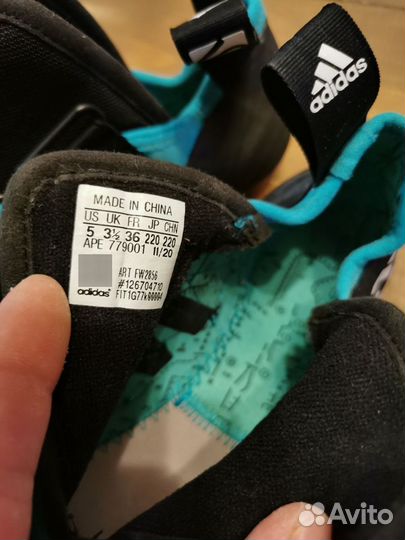 adidas
MADE IN CHINA
US UK FR JP CHN
5 3½ 36 220 220
APE 779001 11/20
ART FW2856
#126704710
adidas FIT1G77k00004
Avito